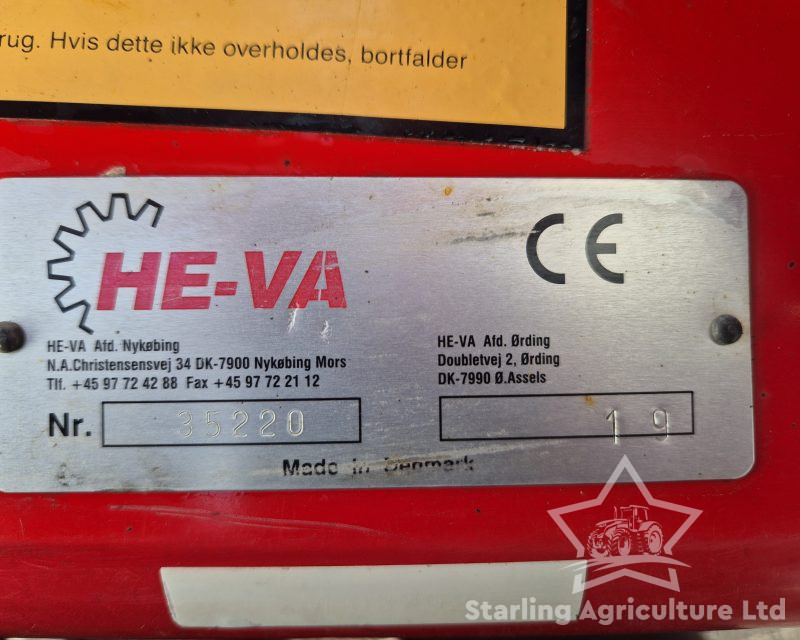 rug. Hvis dette ikke overholdes, bortfalder
HE-VA
CE
HE-VA Afd. Nykøbing
N.A.Christensensvej 34 DK-7900 Nykøbing Mors
Tlf. +45 97 72 42 88 Fax +45 97 72 21 12
HE-VA Afd. Ørding
Doubletvej 2, Ørding
DK-7990 Ø.Assels
Nr. 35220
19
Made in Denmark
Starling Agriculture Ltd